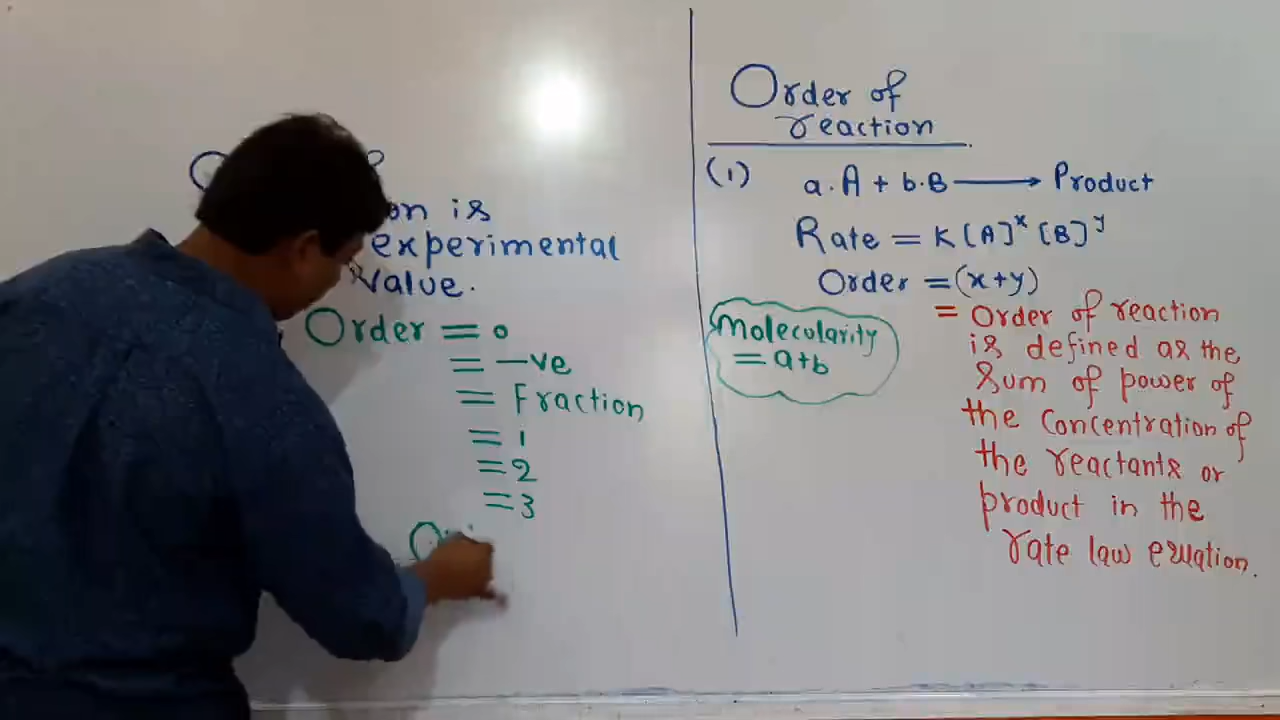 is
experimental
value.
Order = 0
= -ve
= Fraction
= 1
= 2
= 3
Order of
reaction
(1) a.A + b.B ⟶ Product
Rate = K[A]ˣ [B]ʸ
Order = (x+y)
Molecularity
= a+b
= Order of reaction
is defined as the
sum of power of
the concentration of
the reactants or
product in the
rate law equation.